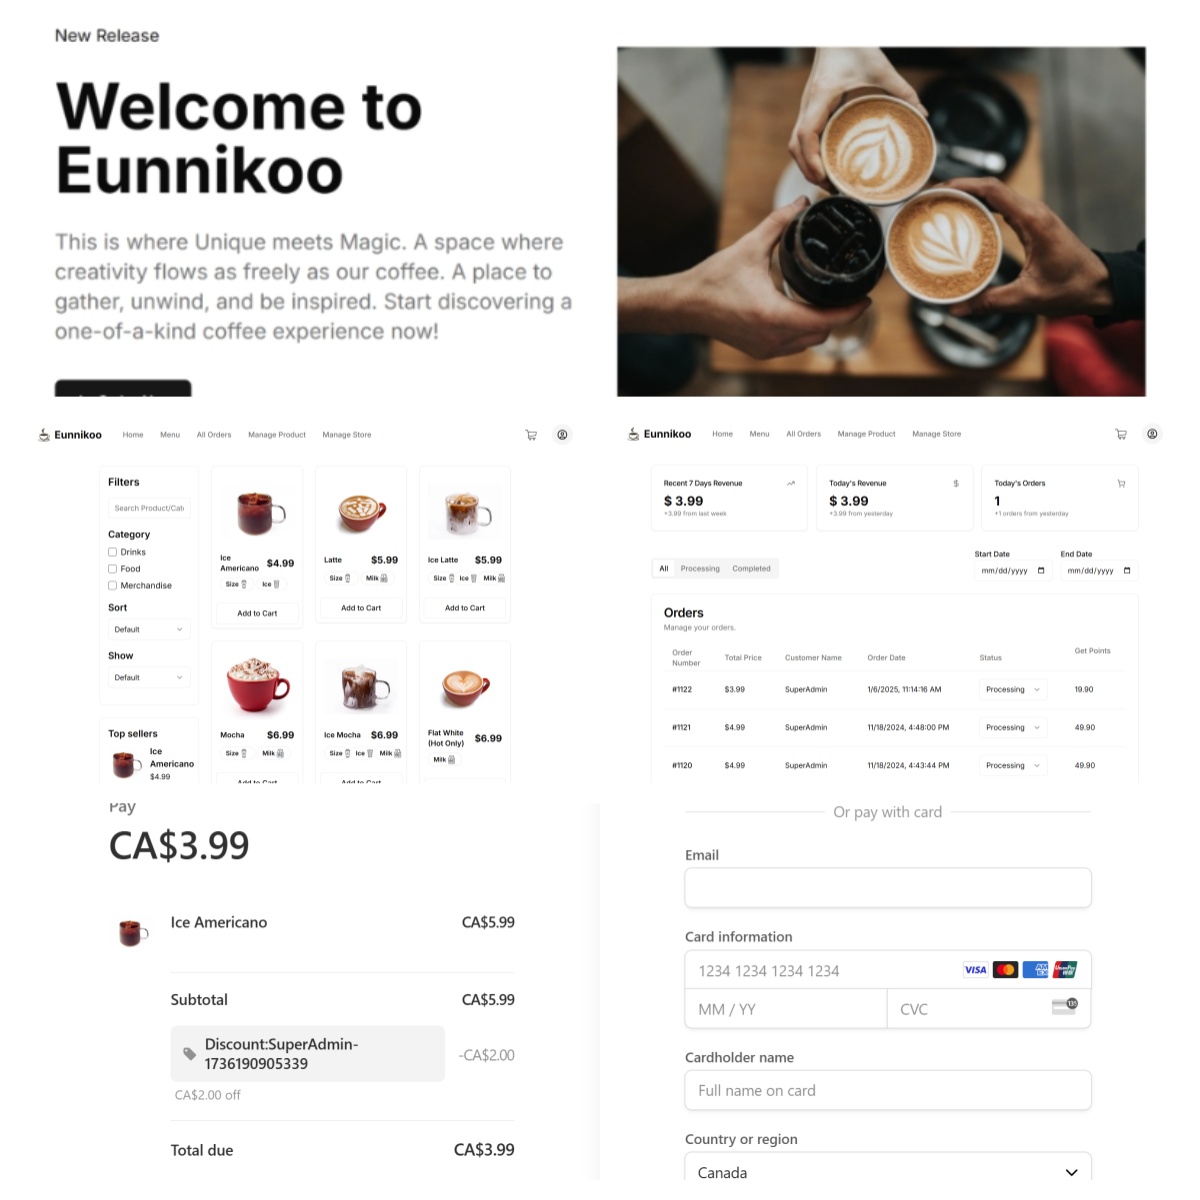 New Release
Welcome to
Eunnikoo
This is where Unique meets Magic. A space where
creativity flows as freely as our coffee. A place to
gather, unwind, and be inspired. Start discovering a
one-of-a-kind coffee experience now!
Eunnikoo Home Menu All Orders Manage Product Manage Store
Filters
Search Product/Cat
Category
Drinks
Food
Merchandise
Sort
Default
Show
Default
Top sellers
Ice
Americano
$4.99
Ice
Americano $4.99
Size Ice
Add to Cart
Latte $5.99
Size Milk
Add to Cart
Ice Latte $5.99
Size Ice Milk
Add to Cart
Mocha $6.99
Size Milk
Add to Cart
Ice Mocha $6.99
Size Ice Milk
Add to Cart
Flat White
(Hot Only) $6.99
Milk
Eunnikoo Home Menu All Orders Manage Product Manage Store
Recent 7 Days Revenue
$ 3.99
+3.99 from last week
Today's Revenue $
$ 3.99
+3.99 from yesterday
Today's Orders
1
+1 orders from yesterday
All Processing Completed
Start Date
mm/dd/yyyy
End Date
mm/dd/yyyy
Orders
Manage your orders.
Order
Number Total Price Customer Name Order Date Status Get Points
#1122 $3.99 SuperAdmin 1/6/2025, 11:14:16 AM Processing 19.90
#1121 $4.99 SuperAdmin 11/18/2024, 4:48:00 PM Processing 49.90
#1120 $4.99 SuperAdmin 11/18/2024, 4:43:44 PM Processing 49.90
Pay
CA$3.99
Ice Americano CA$5.99
Subtotal CA$5.99
Discount:SuperAdmin-
1736190905339 -CA$2.00
CA$2.00 off
Total due CA$3.99
Or pay with card
Email
Card information
1234 1234 1234 1234 VISA
MM / YY CVC 135
Cardholder name
Full name on card
Country or region
Canada